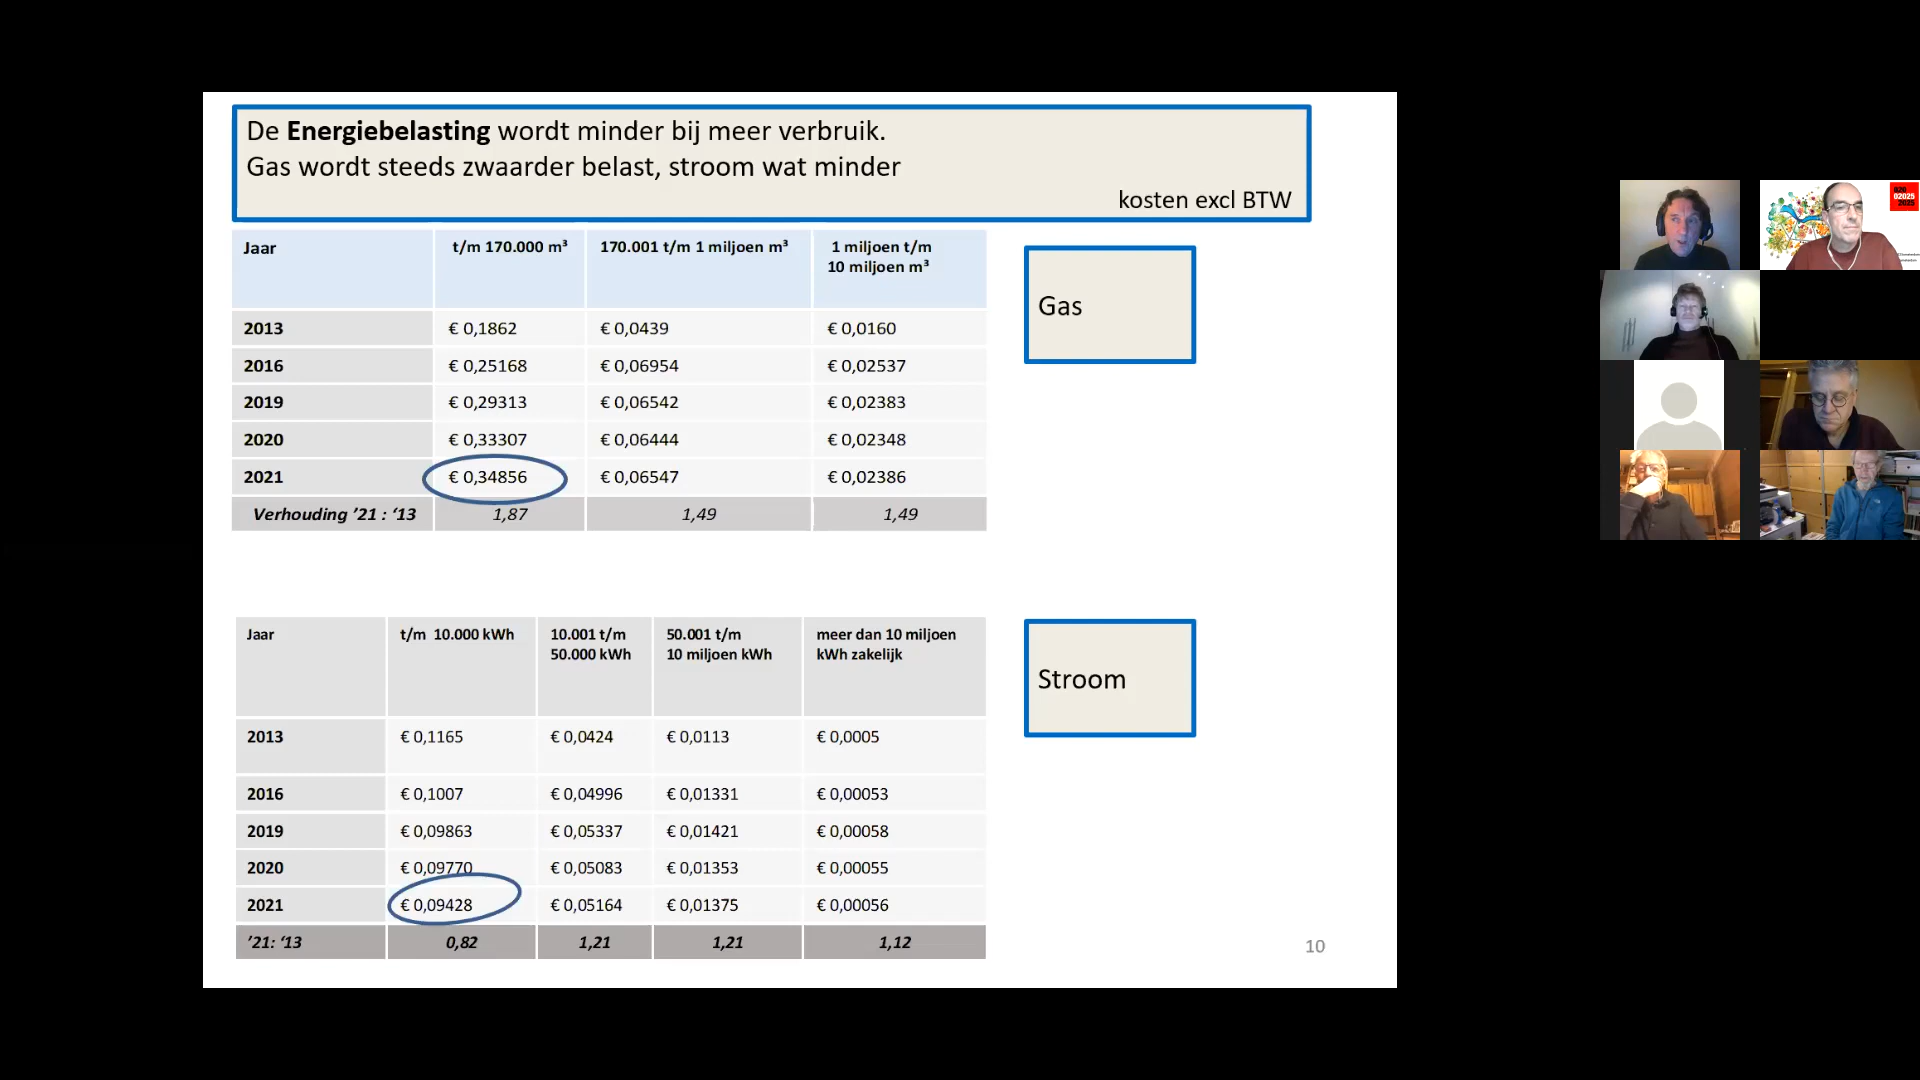 De Energiebelasting wordt minder bij meer verbruik.
Gas wordt steeds zwaarder belast, stroom wat minder
kosten excl BTW
Jaar t/m 170.000 m³ 170.001 t/m 1 miljoen m³ 1 miljoen t/m
10 miljoen m³
2013 € 0,1862 € 0,0439 € 0,0160
2016 € 0,25168 € 0,06954 € 0,02537
2019 € 0,29313 € 0,06542 € 0,02383
2020 € 0,33307 € 0,06444 € 0,02348
2021 € 0,34856 € 0,06547 € 0,02386
Verhouding ’21 : ‘13 1,87 1,49 1,49
Gas
Jaar t/m 10.000 kWh 10.001 t/m 50.001 t/m meer dan 10 miljoen
50.000 kWh 10 miljoen kWh kWh zakelijk
2013 € 0,1165 € 0,0424 € 0,0113 € 0,0005
2016 € 0,1007 € 0,04996 € 0,01331 € 0,00053
2019 € 0,09863 € 0,05337 € 0,01421 € 0,00058
2020 € 0,09770 € 0,05083 € 0,01353 € 0,00055
2021 € 0,09428 € 0,05164 € 0,01375 € 0,00056
’21: ‘13 0,82 1,21 1,21 1,12
Stroom
10
02025